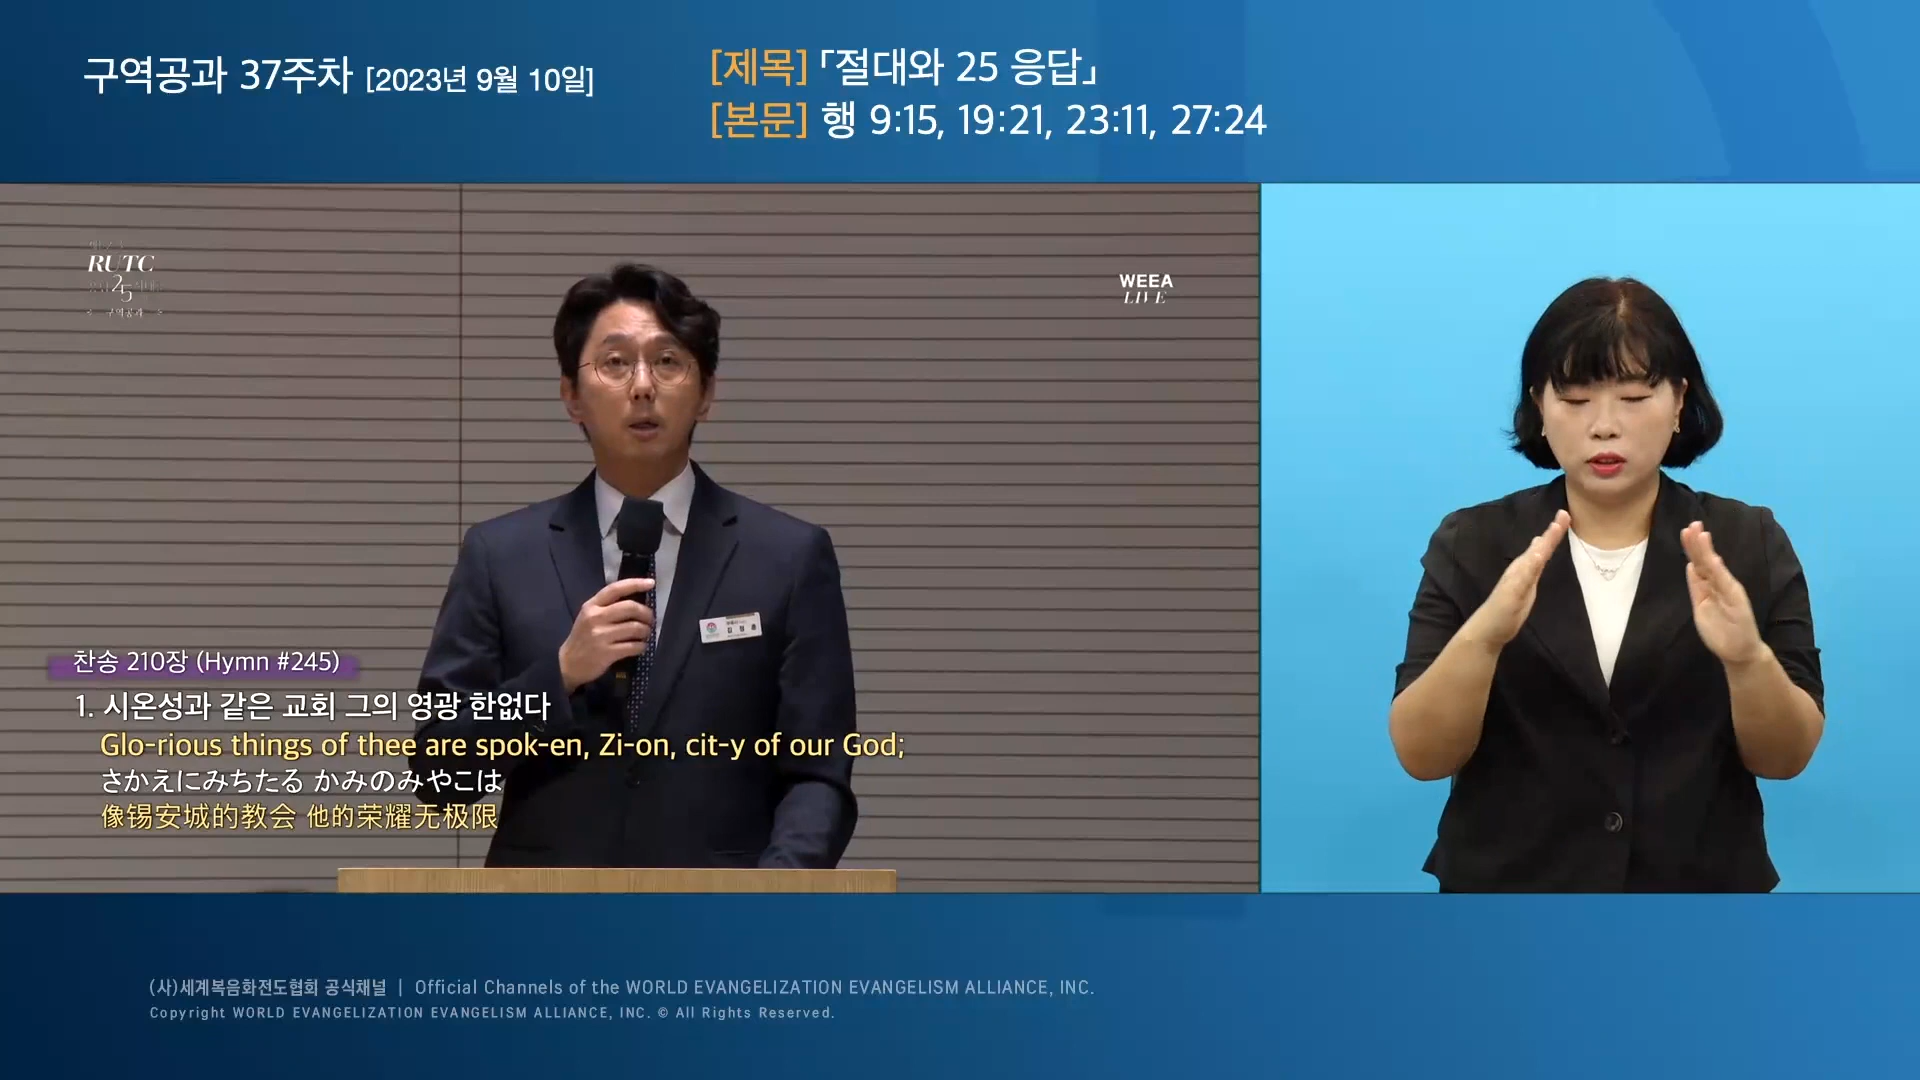 구역공과 37주차 [2023년 9월 10일]
[제목] 「절대와 25 응답」
[본문] 행 9:15, 19:21, 23:11, 27:24
RUTC
25
구역공과
WEEA
LIVE
찬송 210장 (Hymn #245)
1. 시온성과 같은 교회 그의 영광 한없다
Glo-rious things of thee are spok-en, Zi-on, cit-y of our God;
さかえにみちたる かみのみやこは
像锡安城的教会 他的荣耀无极限
(사)세계복음화전도협회 공식채널 | Official Channels of the WORLD EVANGELIZATION EVANGELISM ALLIANCE, INC.
Copyright WORLD EVANGELIZATION EVANGELISM ALLIANCE, INC. © All Rights Reserved.